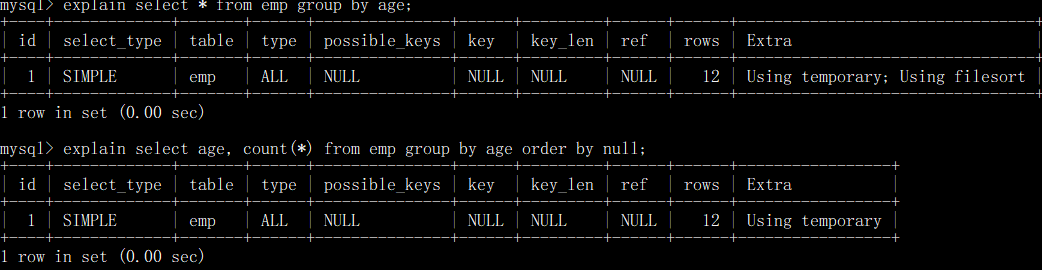 mysql> explain select * from emp group by age;
| id | select_type | table | type | possible_keys | key | key_len | ref | rows | Extra |
| 1 | SIMPLE | emp | ALL | NULL | NULL | NULL | NULL | 12 | Using temporary; Using filesort |
1 row in set (0.00 sec)
mysql> explain select age, count(*) from emp group by age order by null;
| id | select_type | table | type | possible_keys | key | key_len | ref | rows | Extra |
| 1 | SIMPLE | emp | ALL | NULL | NULL | NULL | NULL | 12 | Using temporary |
1 row in set (0.00 sec)